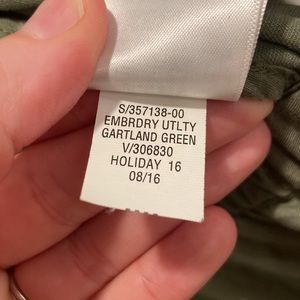 S/357138-00
EMBRDRY UTLTY
GARTLAND GREEN
V/306830
HOLIDAY 16
08/16